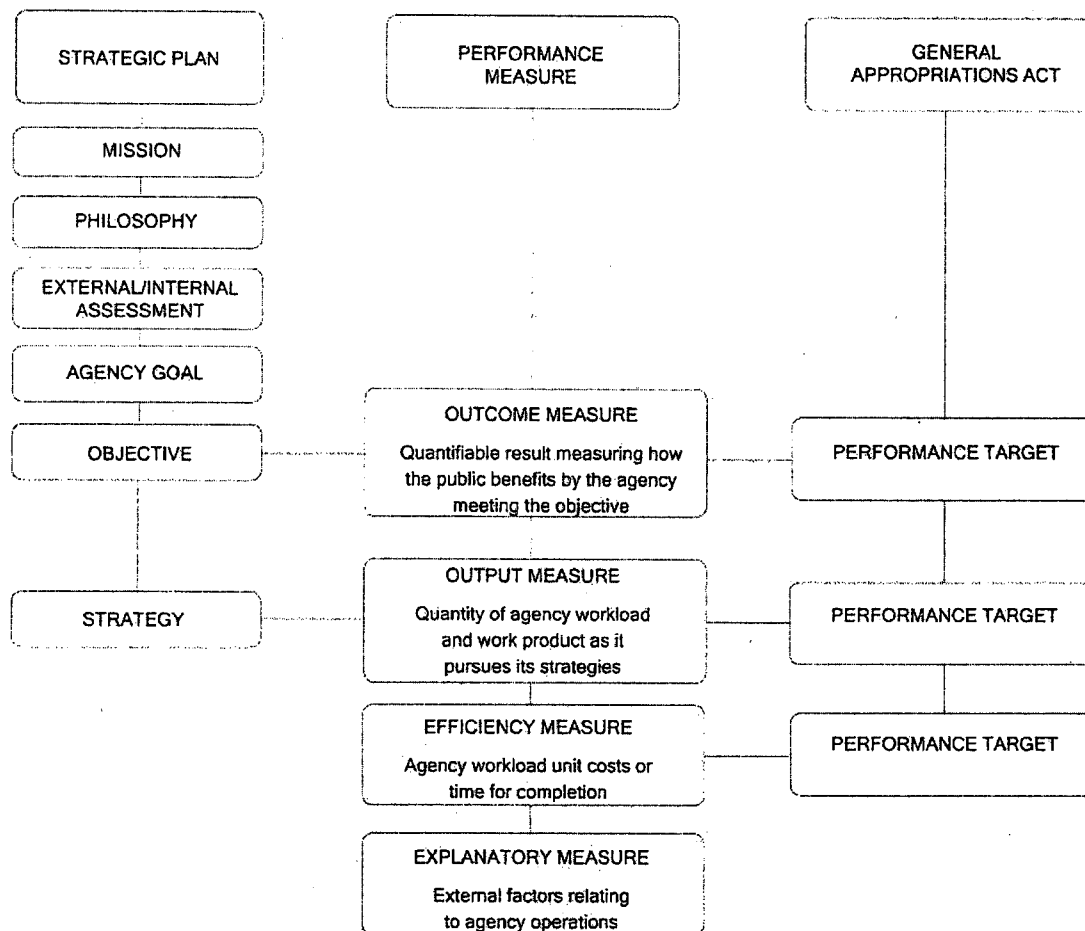 STRATEGIC PLAN
PERFORMANCE
MEASURE
GENERAL
APPROPRIATIONS ACT
MISSION
PHILOSOPHY
EXTERNAL/INTERNAL
ASSESSMENT
AGENCY GOAL
OBJECTIVE
OUTCOME MEASURE
Quantifiable result measuring how
the public benefits by the agency
meeting the objective
PERFORMANCE TARGET
STRATEGY
OUTPUT MEASURE
Quantity of agency workload
and work product as it
pursues its strategies
PERFORMANCE TARGET
EFFICIENCY MEASURE
Agency workload unit costs or
time for completion
PERFORMANCE TARGET
EXPLANATORY MEASURE
External factors relating
to agency operations